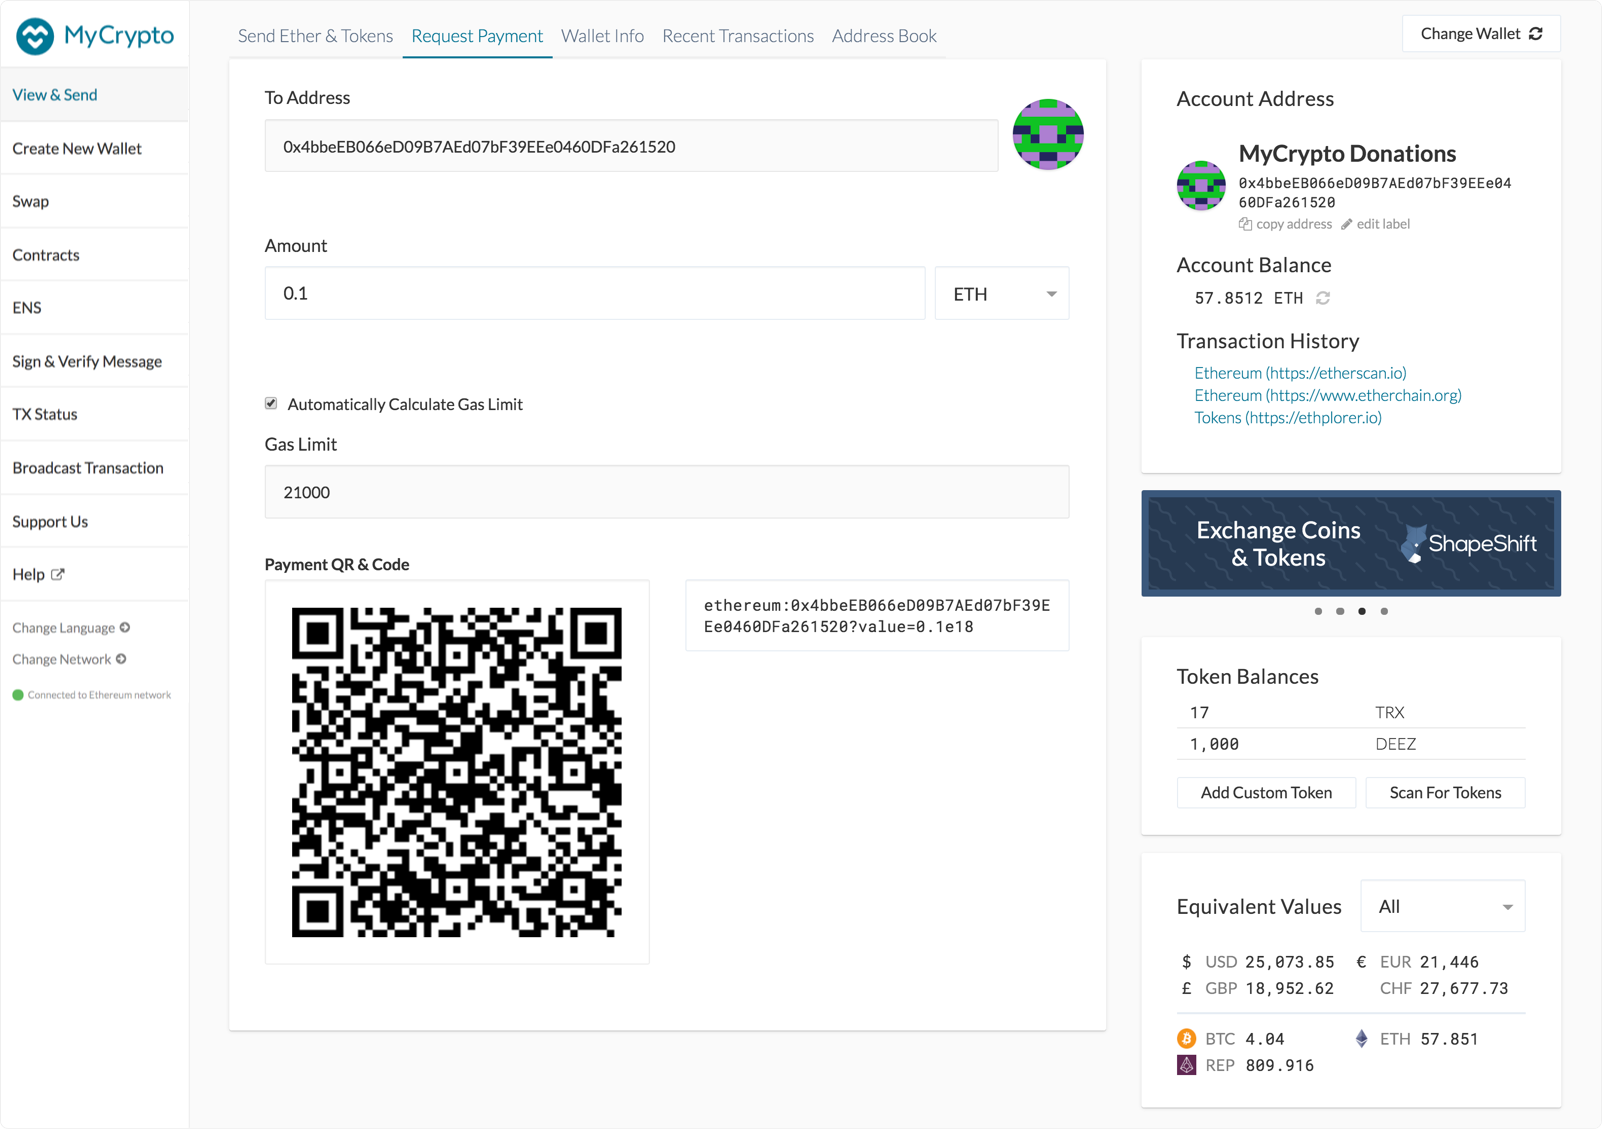 MyCrypto
View & Send
Create New Wallet
Swap
Contracts
ENS
Sign & Verify Message
TX Status
Broadcast Transaction
Support Us
Help
Change Language
Change Network
Connected to Ethereum network
Send Ether & Tokens
Request Payment
Wallet Info
Recent Transactions
Address Book
Change Wallet
To Address
0x4bbeEB066eD09B7AEd07bF39EEe0460DFa261520
Amount
0.1
ETH
Automatically Calculate Gas Limit
Gas Limit
21000
Payment QR & Code
ethereum:0x4bbeEB066eD09B7AEd07bF39E
Ee0460DFa261520?value=0.1e18
Account Address
MyCrypto Donations
0x4bbeEB066eD09B7AEd07bF39EEe04
60DFa261520
copy address edit label
Account Balance
57.8512 ETH
Transaction History
Ethereum (https://etherscan.io)
Ethereum (https://www.etherchain.org)
Tokens (https://ethplorer.io)
Exchange Coins
& Tokens
ShapeShift
Token Balances
17 TRX
1,000 DEEZ
Add Custom Token
Scan For Tokens
Equivalent Values
All
$ USD 25,073.85 € EUR 21,446
£ GBP 18,952.62 CHF 27,677.73
BTC 4.04 ETH 57.851
REP 809.916